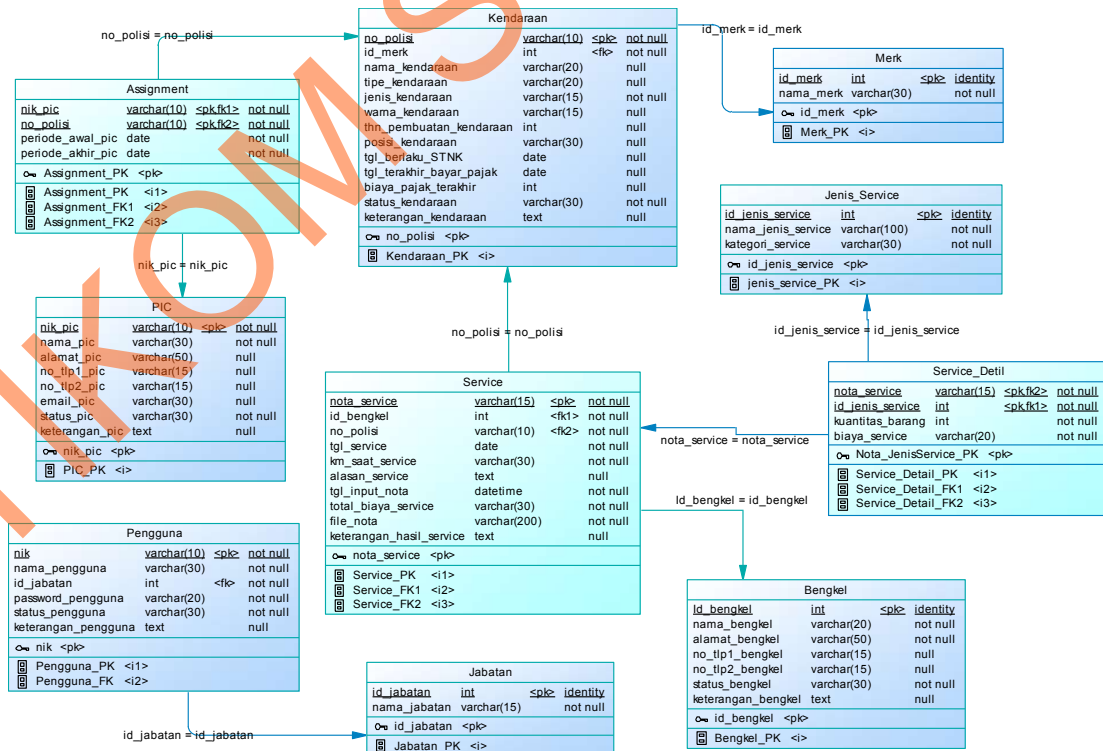 Kendaraan
no_polisi varchar(10) <pk> not null
id_merk int <fk> not null
nama_kendaraan varchar(20) null
tipe_kendaraan varchar(20) null
jenis_kendaraan varchar(15) not null
warna_kendaraan varchar(15) null
thn_pembuatan_kendaraan int null
posisi_kendaraan varchar(30) null
tgl_berlaku_STNK date null
tgl_terakhir_bayar_pajak date null
biaya_pajak_terakhir int null
status_kendaraan varchar(30) not null
keterangan_kendaraan text null
no_polisi <pk>
Kendaraan_PK <i>
no_polisi = no_polisi
id_merk = id_merk
Merk
id_merk int <pk> identity
nama_merk varchar(30) not null
id_merk <pk>
Merk_PK <i>
Assignment
nik_pic varchar(10) <pk,fk1> not null
no_polisi varchar(10) <pk,fk2> not null
periode_awal_pic date not null
periode_akhir_pic date not null
Assignment_PK <pk>
Assignment_PK <i1>
Assignment_FK1 <i2>
Assignment_FK2 <i3>
nik_pic = nik_pic
Jenis_Service
id_jenis_service int <pk> identity
nama_jenis_service varchar(100) not null
kategori_service varchar(30) not null
id_jenis_service <pk>
jenis_service_PK <i>
PIC
nik_pic varchar(10) <pk> not null
nama_pic varchar(30) not null
alamat_pic varchar(50) null
no_tlp1_pic varchar(15) null
no_tlp2_pic varchar(15) null
email_pic varchar(30) null
status_pic varchar(30) not null
keterangan_pic text null
nik_pic <pk>
PIC_PK <i>
no_polisi = no_polisi
id_jenis_service = id_jenis_service
Service
nota_service varchar(15) <pk> not null
id_bengkel int <fk1> not null
no_polisi varchar(10) <fk2> not null
tgl_service date not null
km_saat_service varchar(30) not null
alasan_service text null
tgl_input_nota datetime not null
total_biaya_service varchar(30) not null
file_nota varchar(200) not null
keterangan_hasil_service text null
nota_service <pk>
Service_PK <i1>
Service_FK1 <i2>
Service_FK2 <i3>
nota_service = nota_service
Service_Detil
nota_service varchar(15) <pk,fk2> not null
id_jenis_service int <pk,fk1> not null
kuantitas_barang int not null
biaya_service varchar(20) not null
Nota_JenisService_PK <pk>
Service_Detail_PK <i1>
Service_Detail_FK1 <i2>
Service_Detail_FK2 <i3>
Id_bengkel = id_bengkel
Pengguna
nik varchar(10) <pk> not null
nama_pengguna varchar(30) not null
id_jabatan int <fk> not null
password_pengguna varchar(20) not null
status_pengguna varchar(30) not null
keterangan_pengguna text null
nik <pk>
Pengguna_PK <i1>
Pengguna_FK <i2>
id_jabatan = id_jabatan
Bengkel
Id_bengkel int <pk> identity
nama_bengkel varchar(20) not null
alamat_bengkel varchar(50) not null
no_tlp1_bengkel varchar(15) null
no_tlp2_bengkel varchar(15) null
status_bengkel varchar(30) not null
keterangan_bengkel text null
id_bengkel <pk>
Bengkel_PK <i>
Jabatan
id_jabatan int <pk> identity
nama_jabatan varchar(15) not null
id_jabatan <pk>
Jabatan_PK <i>
IKOMS